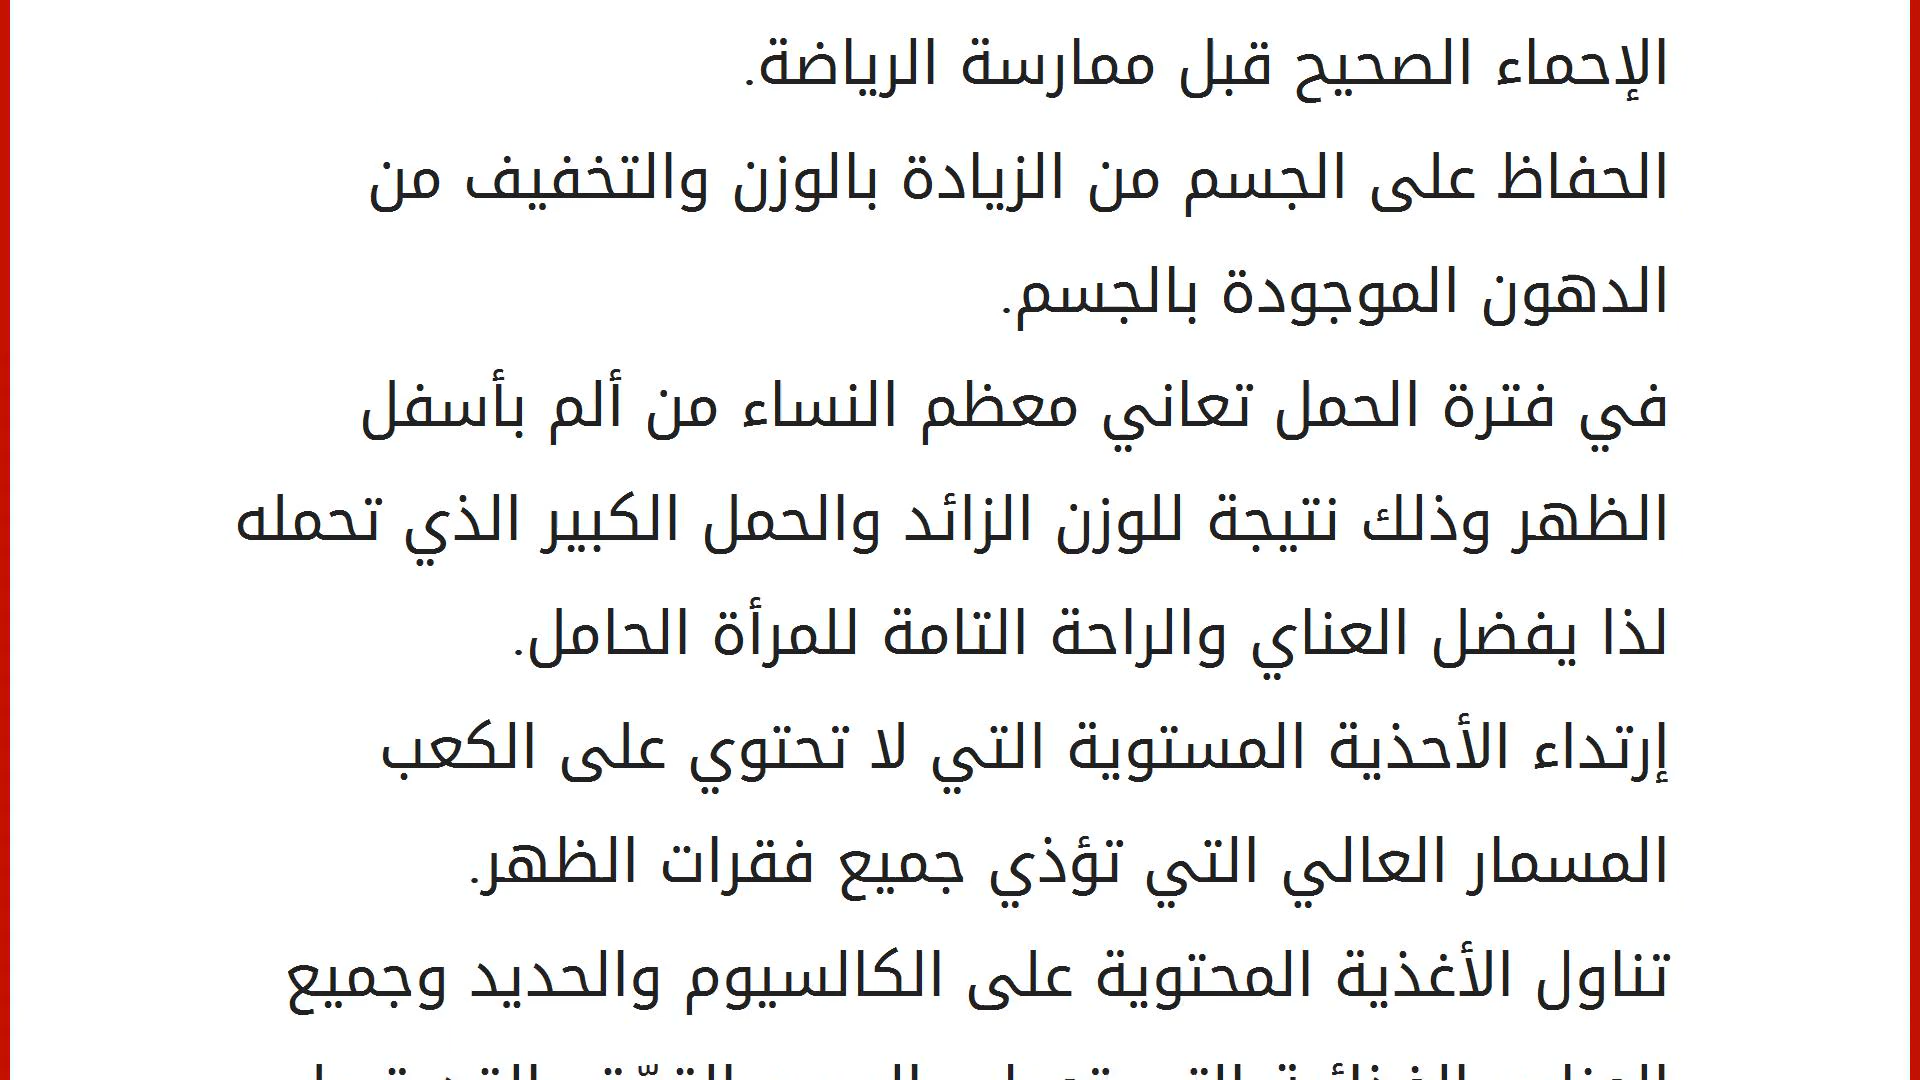 الإحماء الصحيح قبل ممارسة الرياضة.
الحفاظ على الجسم من الزيادة بالوزن والتخفيف من
الدهون الموجودة بالجسم.
في فترة الحمل تعاني معظم النساء من ألم بأسفل
الظهر وذلك نتيجة للوزن الزائد والحمل الكبير الذي تحمله
لذا يفضل العناي والراحة التامة للمرأة الحامل.
إرتداء الأحذية المستوية التي لا تحتوي على الكعب
المسمار العالي التي تؤذي جميع فقرات الظهر.
تناول الأغذية المحتوية على الكالسيوم والحديد وجميع